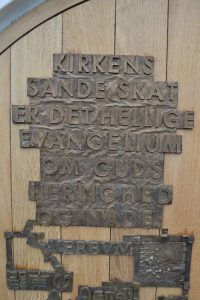 KIRKENS
SANDE SKAT
ER DET HELLIGE
EVANGELIUM
OM GUDS
HERLIGHED
OG NÅDE